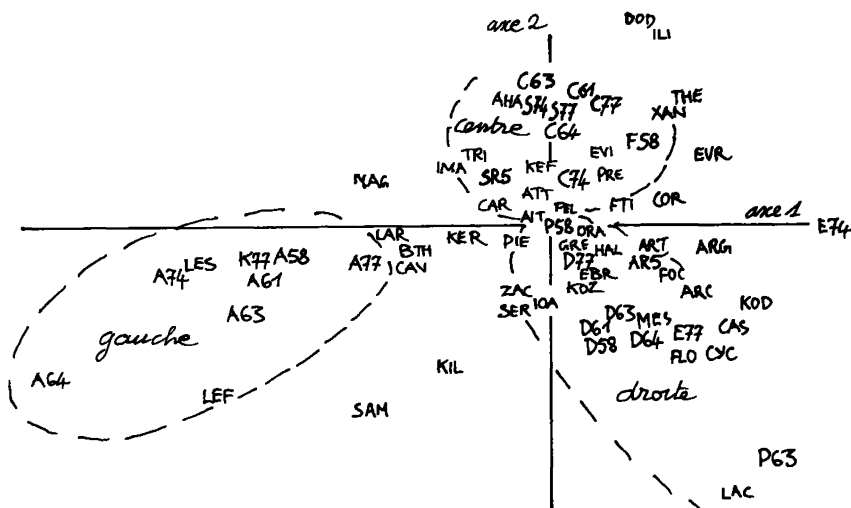 axe 2 DOD
ILI
C63 C61
AHA S74 S77 C77 XAN THE
centre C64
EVI F58 EVR
TRI
IMA SR5 KEF C74 PRE
MAG
ATT
CAR PEL FTI COR
AIT axe 1
P58 ORA E74
LAR KER PIE GRE HAL ART ARG
LES K77 A58 A77 BTH D77 AR5
A74 A61 CAV EBR FOC
ZAC KDZ ARC
SER IOA KOD
A63 D63 MES
D61 E77 CAS
gauche D58 D64 FLO CYC
KIL
A64 LEF droite
SAM
P63
LAC